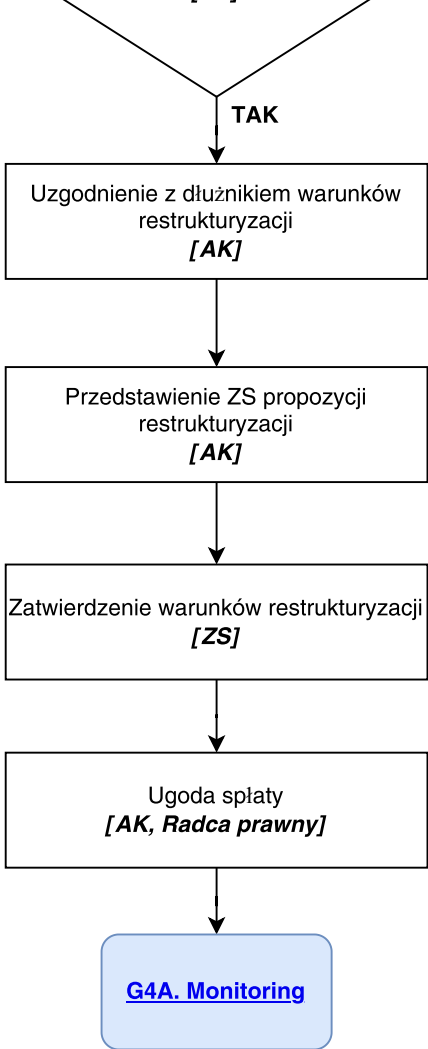 TAK
Uzgodnienie z dłużnikiem warunków
restrukturyzacji
[AK]
Przedstawienie ZS propozycji
restrukturyzacji
[AK]
Zatwierdzenie warunków restrukturyzacji
[ZS]
Ugoda spłaty
[AK, Radca prawny]
G4A. Monitoring